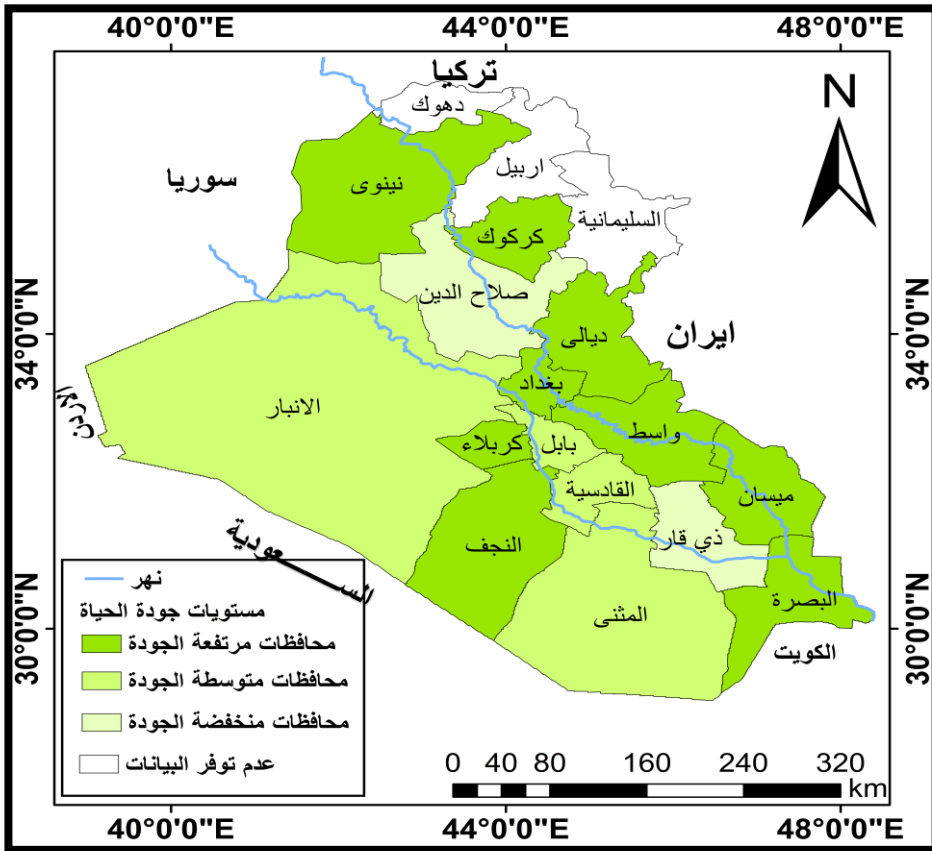 40°0'0"E 44°0'0"E 48°0'0"E
تركيا
N
دهوك
اربيل
سوريا
نينوى
السليمانية
كركوك
صلاح الدين
34°0'0"N 34°0'0"N
ديالى
ايران
بغداد
الانبار
الاردن
واسط
كربلاء
بابل
القادسية
ميسان
النجف
ذي قار
الســـعودية
البصرة
المثنى
30°0'0"N 30°0'0"N
الكويت
نهر
مستويات جودة الحياة
محافظات مرتفعة الجودة
محافظات متوسطة الجودة
محافظات منخفضة الجودة
عدم توفر البيانات
0 40 80 160 240 320
km
40°0'0"E 44°0'0"E 48°0'0"E